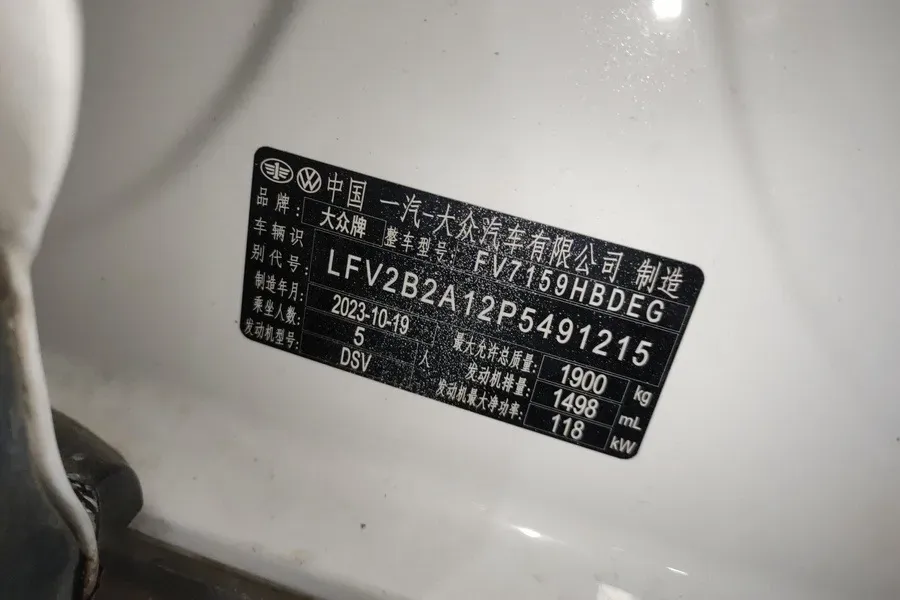 中国 一汽-大众汽车有限公司 制造
品牌: 大众牌 整车型号: FV7159HBDEG
车辆识别代号: LFV2B2A12P5491215
制造年月: 2023-10-19 最大允许总质量: 1900 kg
乘坐人数: 5 人 发动机排量: 1498 mL
发动机型号: DSV 发动机最大净功率: 118 kW